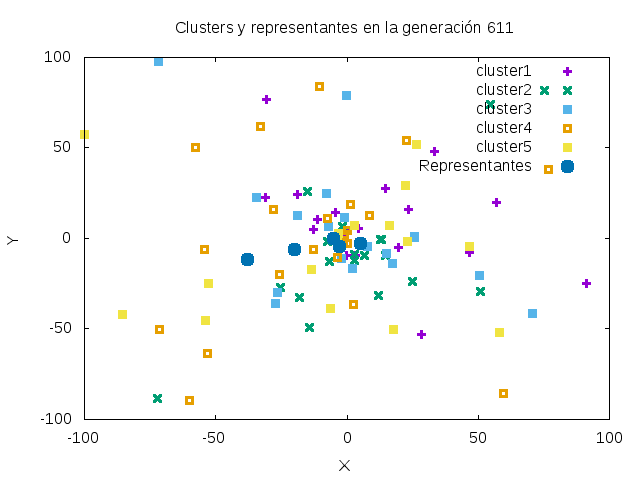 Clusters y representantes en la generación 611
100
50
0
-50
-100
-100
-50
0
50
100
Y
X
cluster1
cluster2
cluster3
cluster4
cluster5
Representantes